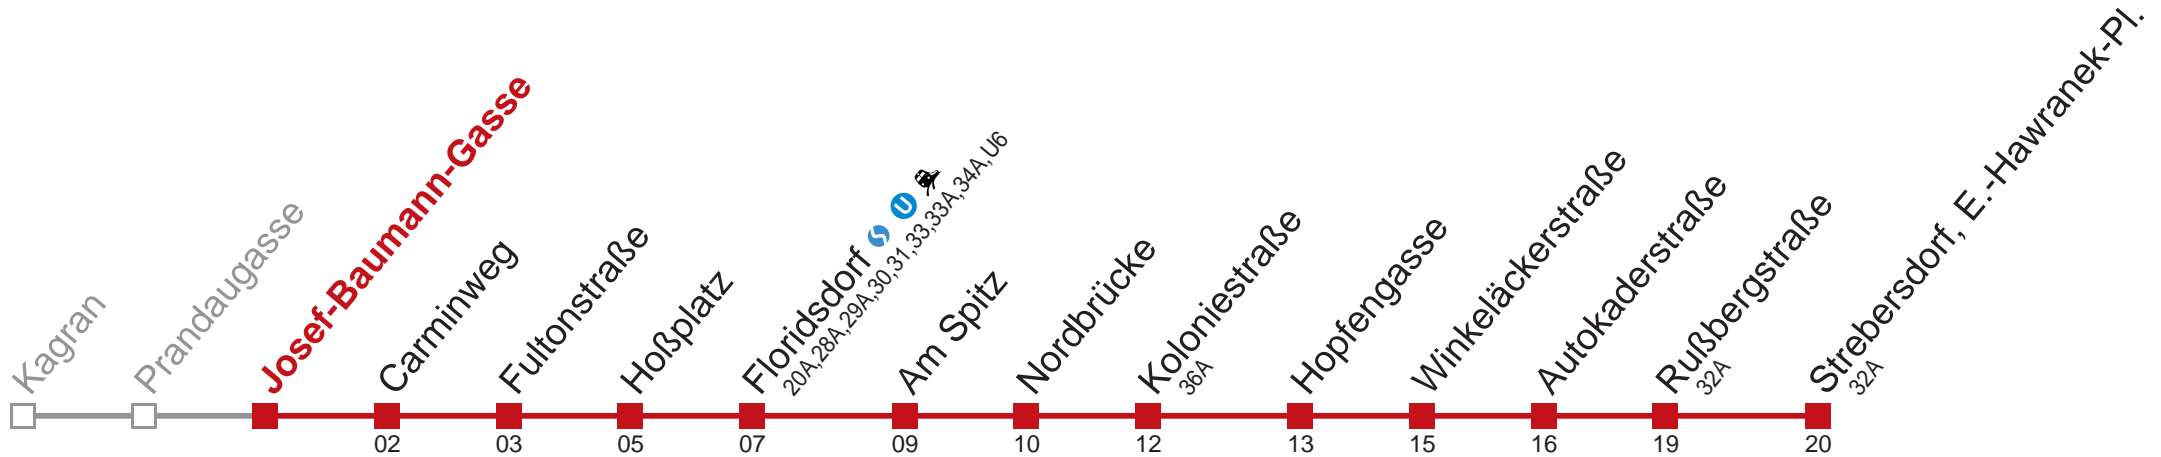 Kagran
Prandaugasse
Josef-Baumann-Gasse
Carminweg
02
Fultonstraße
03
Hoßplatz
05
Floridsdorf
U
20A,28A,29A,30,31,33,33A,34A,U6
07
Am Spitz
09
Nordbrücke
10
Koloniestraße
36A
12
Hopfengasse
13
Winkeläckerstraße
15
Autokaderstraße
16
Rußbergstraße
32A
19
Strebersdorf, E.-Hawranek-Pl.
32A
20